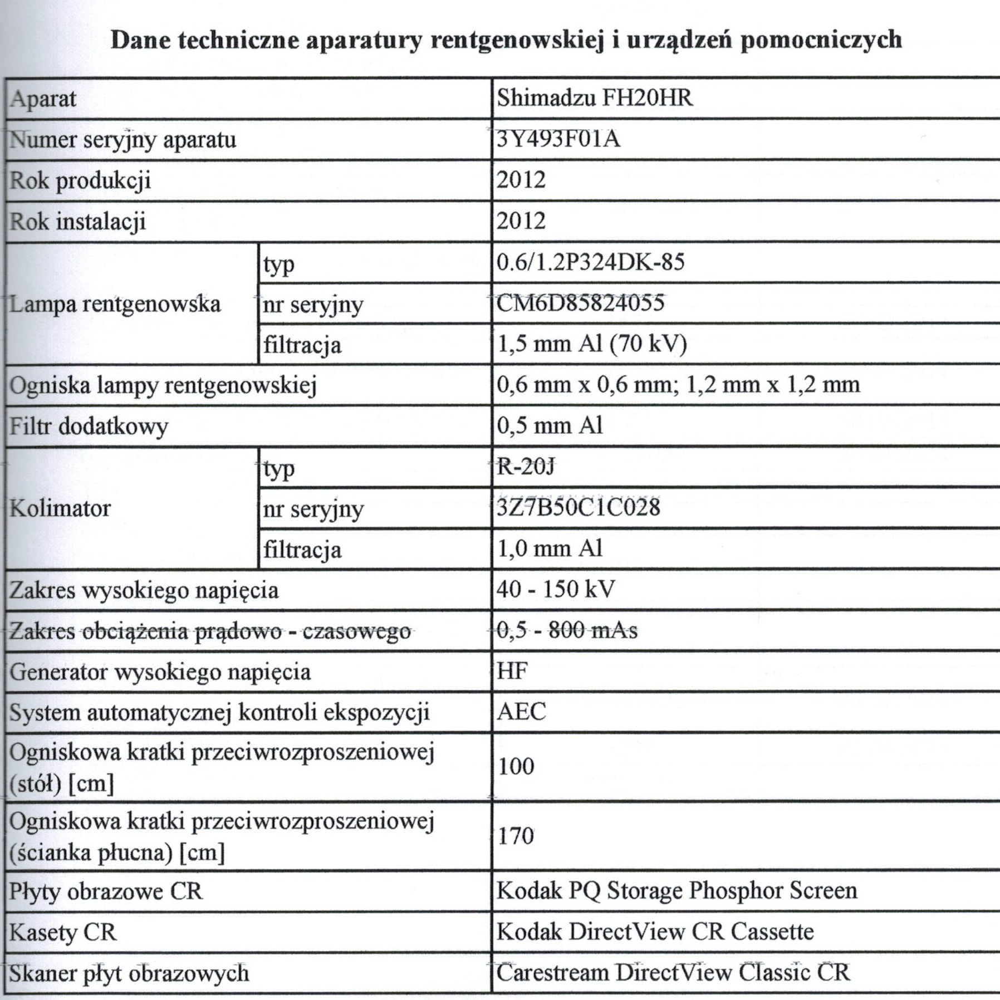 Dane techniczne aparatury rentgenowskiej i urządzeń pomocniczych
Aparat Shimadzu FH20HR
Numer seryjny aparatu 3Y493F01A
Rok produkcji 2012
Rok instalacji 2012
Lampa rentgenowska
typ 0.6/1.2P324DK-85
nr seryjny CM6D85824055
filtracja 1,5 mm Al (70 kV)
Ogniska lampy rentgenowskiej 0,6 mm x 0,6 mm; 1,2 mm x 1,2 mm
Filtr dodatkowy 0,5 mm Al
Kolimator
typ R-20J
nr seryjny 3Z7B50C1C028
filtracja 1,0 mm Al
Zakres wysokiego napięcia 40 - 150 kV
Zakres obciążenia prądowo - czasowego 0,5 - 800 mAs
Generator wysokiego napięcia HF
System automatycznej kontroli ekspozycji AEC
Ogniskowa kratki przeciwrozproszeniowej
(stół) [cm] 100
Ogniskowa kratki przeciwrozproszeniowej
(ścianka płucna) [cm] 170
Płyty obrazowe CR Kodak PQ Storage Phosphor Screen
Kasety CR Kodak DirectView CR Cassette
Skaner płyt obrazowych Carestream DirectView Classic CR